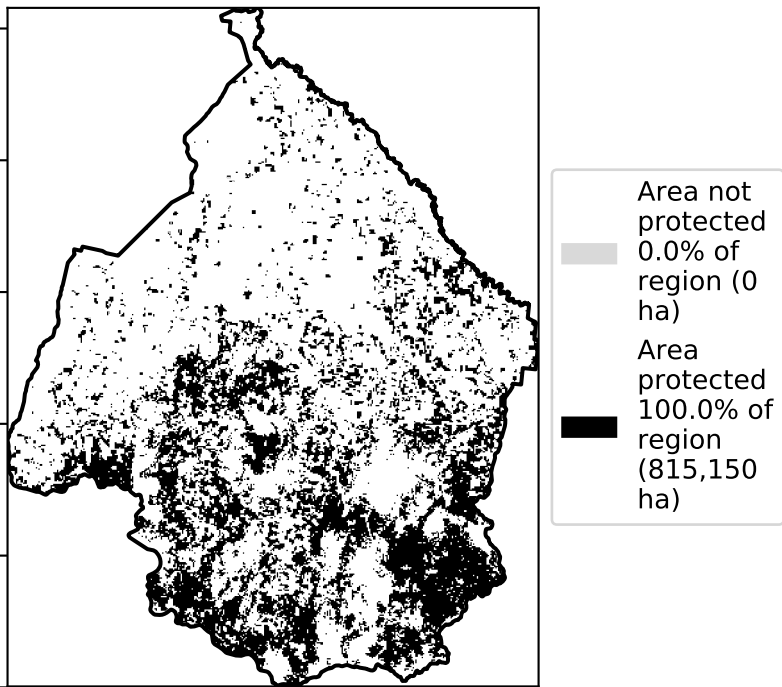 Area not
protected
0.0% of
region (0
ha)
Area
protected
100.0% of
region
(815,150
ha)